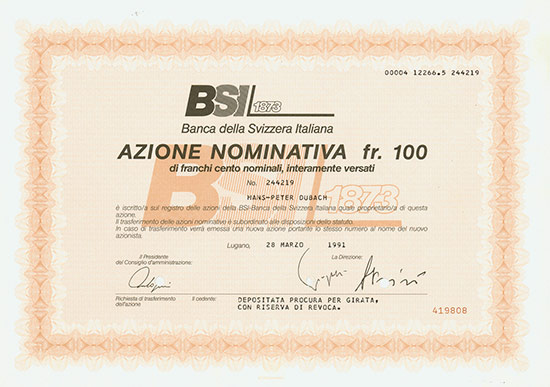 00004 12266.5 244219
BSI 1873
Banca della Svizzera Italiana
AZIONE NOMINATIVA fr. 100
di franchi cento nominali, interamente versati
No. 244219
HANS-PETER DUBACH
BSI 1873
è iscritto/a sul registro delle azioni della BSI-Banca della Svizzera Italiana quale proprietario/a di questa
azione.
Il trasferimento delle azioni nominative è subordinato alle disposizioni dello statuto.
In caso di trasferimento verrà emessa una nuova azione portante lo stesso numero al nome del nuovo
azionista.
Lugano, 28 MARZO 1991
Il Presidente
del Consiglio d'amministrazione:
La Direzione:
Richiesta di trasferimento
dell'azione
Il cedente:
DEPOSITATA PROCURA PER GIRATA,
CON RISERVA DI REVOCA.
419808